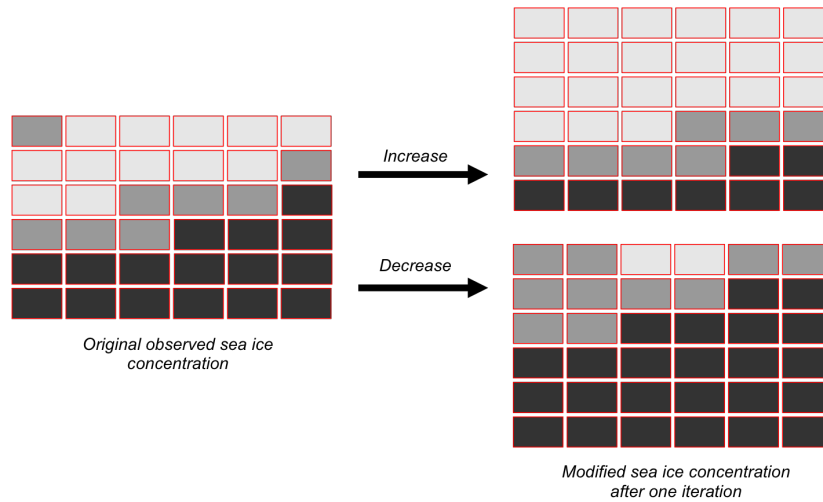 Increase
Decrease
Original observed sea ice
concentration
Modified sea ice concentration
after one iteration